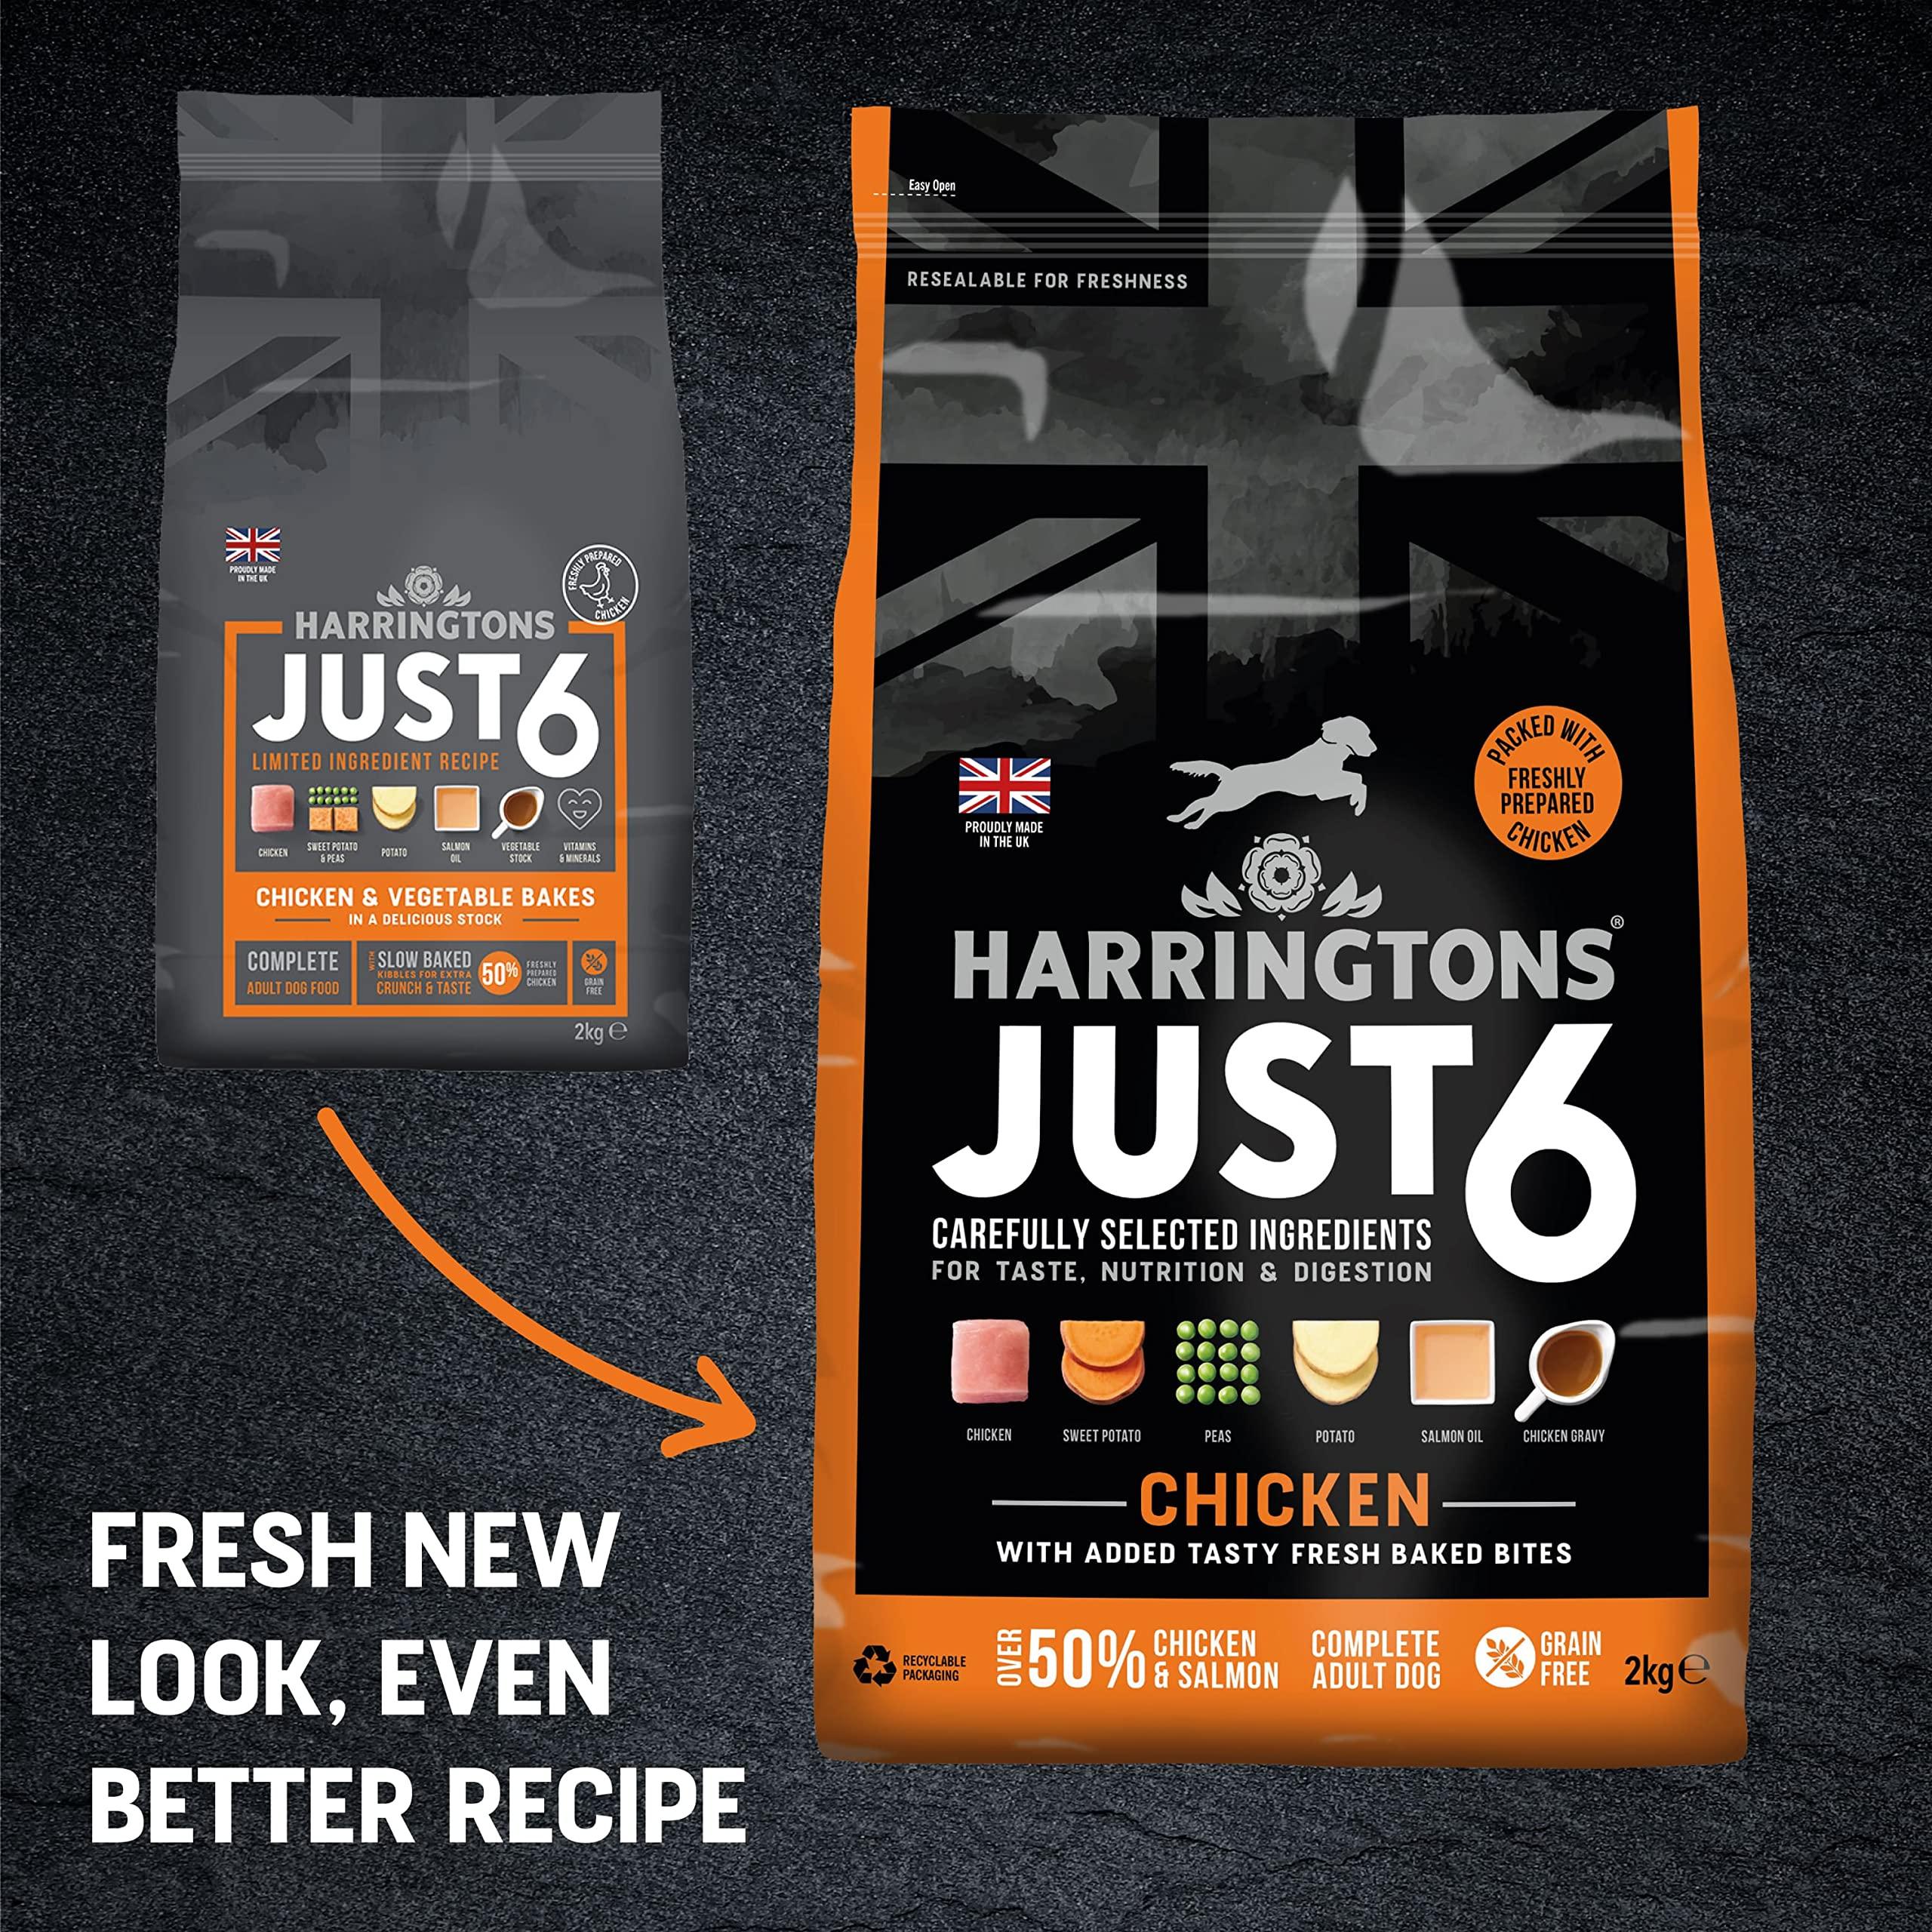 PROUDLY MADE
IN THE UK
FRESHLY PREPARED
CHICKEN
HARRINGTONS
JUST 6
LIMITED INGREDIENT RECIPE
CHICKEN
SWEET POTATO
& PEAS
POTATO
SALMON
OIL
VEGETABLE
STOCK
VITAMINS
& MINERALS
CHICKEN & VEGETABLE BAKES
IN A DELICIOUS STOCK
COMPLETE
ADULT DOG FOOD
WITH
SLOW BAKED
KIBBLES FOR EXTRA
CRUNCH & TASTE
50%
FRESHLY
PREPARED
CHICKEN
GRAIN
FREE
2kg ℮
FRESH NEW
LOOK, EVEN
BETTER RECIPE
Easy Open
RESEALABLE FOR FRESHNESS
PROUDLY MADE
IN THE UK
PACKED WITH
FRESHLY
PREPARED
CHICKEN
HARRINGTONS®
JUST 6
CAREFULLY SELECTED INGREDIENTS
FOR TASTE, NUTRITION & DIGESTION
CHICKEN
SWEET POTATO
PEAS
POTATO
SALMON OIL
CHICKEN GRAVY
CHICKEN
WITH ADDED TASTY FRESH BAKED BITES
RECYCLABLE
PACKAGING
OVER
50%
CHICKEN
& SALMON
COMPLETE
ADULT DOG
GRAIN
FREE
2kg ℮